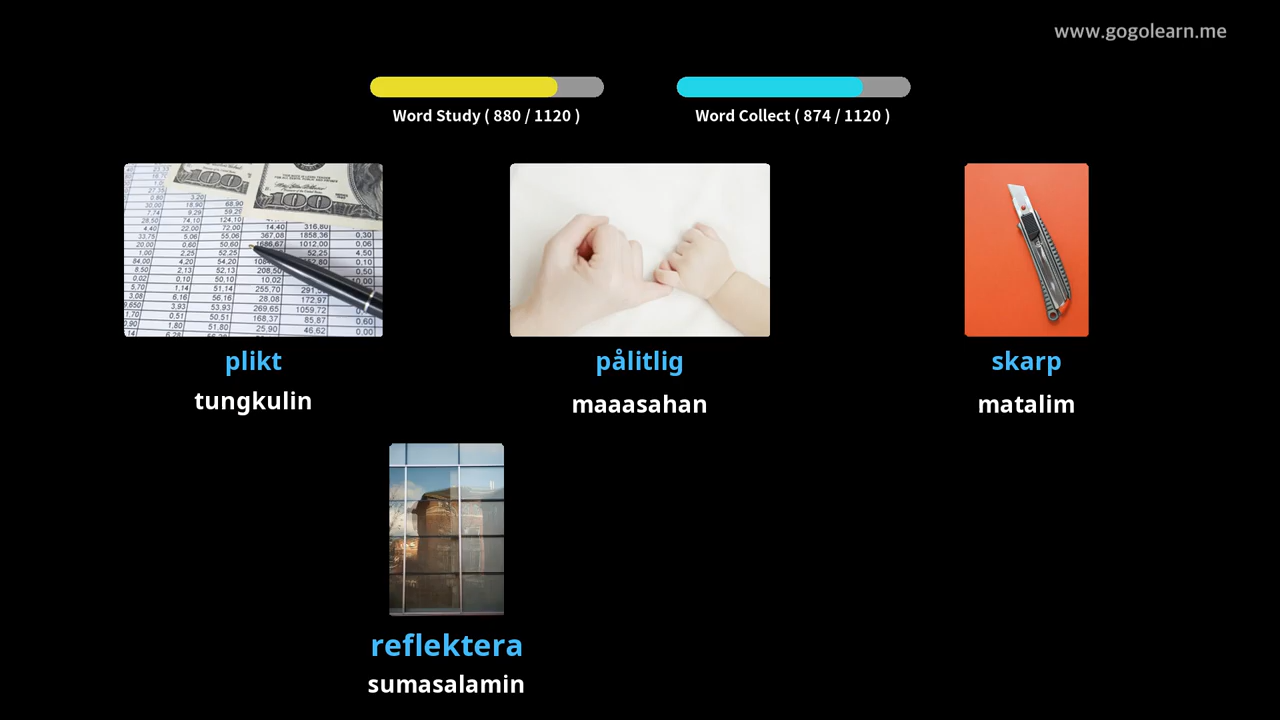 www.gogolearn.me
Word Study ( 880 / 1120 )
Word Collect ( 874 / 1120 )
plikt
pålitlig
skarp
tungkulin
maaasahan
matalim
reflektera
sumasalamin